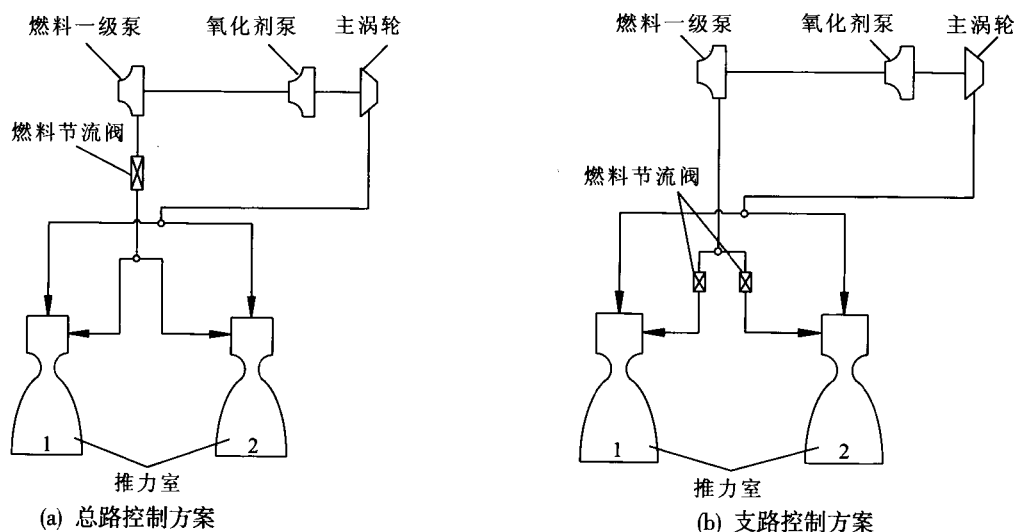 燃料一级泵
氧化剂泵
主涡轮
燃料节流阀
1
2
推力室
(a) 总路控制方案
燃料一级泵
氧化剂泵
主涡轮
燃料节流阀
1
2
推力室
(b) 支路控制方案